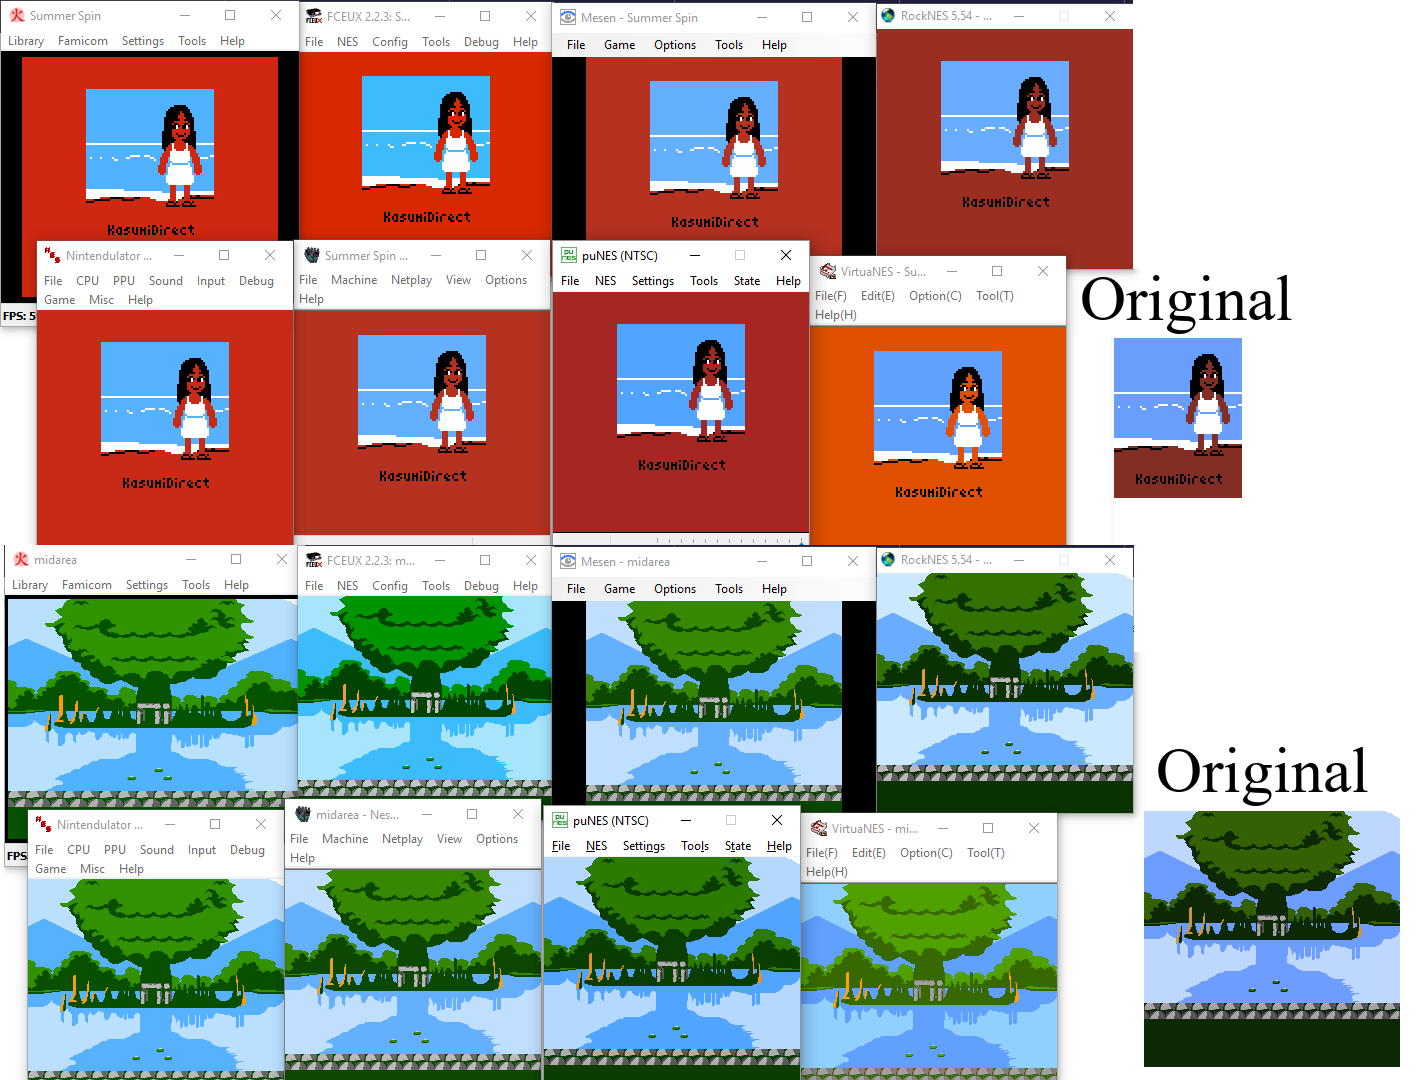 Summer Spin
Library Famicom Settings Tools Help
KasumiDirect
FPS: 5
FCEUX 2.2.3: S...
File NES Config Tools Debug Help
KasumiDirect
Mesen - Summer Spin
File Game Options Tools Help
KasumiDirect
RockNES 5.54 - ...
KasumiDirect
Nintendulator ...
File CPU PPU Sound Input Debug
Game Misc Help
KasumiDirect
Summer Spin ...
File Machine Netplay View Options
Help
KasumiDirect
puNES (NTSC)
File NES Settings Tools State Help
KasumiDirect
VirtuaNES - Su...
File(F) Edit(E) Option(C) Tool(T)
Help(H)
KasumiDirect
Original
KasumiDirect
midarea
Library Famicom Settings Tools Help
FPS
FCEUX 2.2.3: m...
File NES Config Tools Debug Help
Mesen - midarea
File Game Options Tools Help
RockNES 5.54 - ...
Nintendulator ...
File CPU PPU Sound Input Debug
Game Misc Help
midarea - Nes...
File Machine Netplay View Options
Help
puNES (NTSC)
File NES Settings Tools State Help
VirtuaNES - mi...
File(F) Edit(E) Option(C) Tool(T)
Help(H)
Original